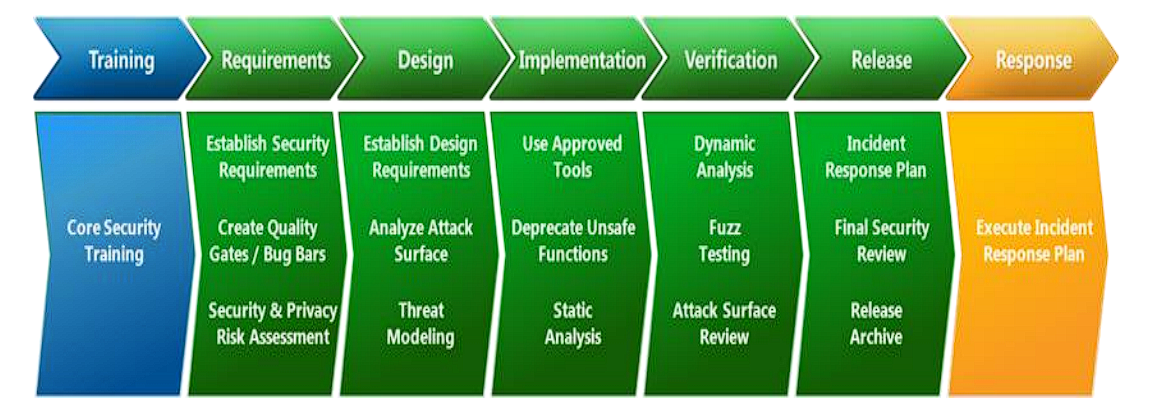 Training
Requirements
Design
Implementation
Verification
Release
Response
Core Security
Training
Establish Security
Requirements
Create Quality
Gates / Bug Bars
Security & Privacy
Risk Assessment
Establish Design
Requirements
Analyze Attack
Surface
Threat
Modeling
Use Approved
Tools
Deprecate Unsafe
Functions
Static
Analysis
Dynamic
Analysis
Fuzz
Testing
Attack Surface
Review
Incident
Response Plan
Final Security
Review
Release
Archive
Execute Incident
Response Plan